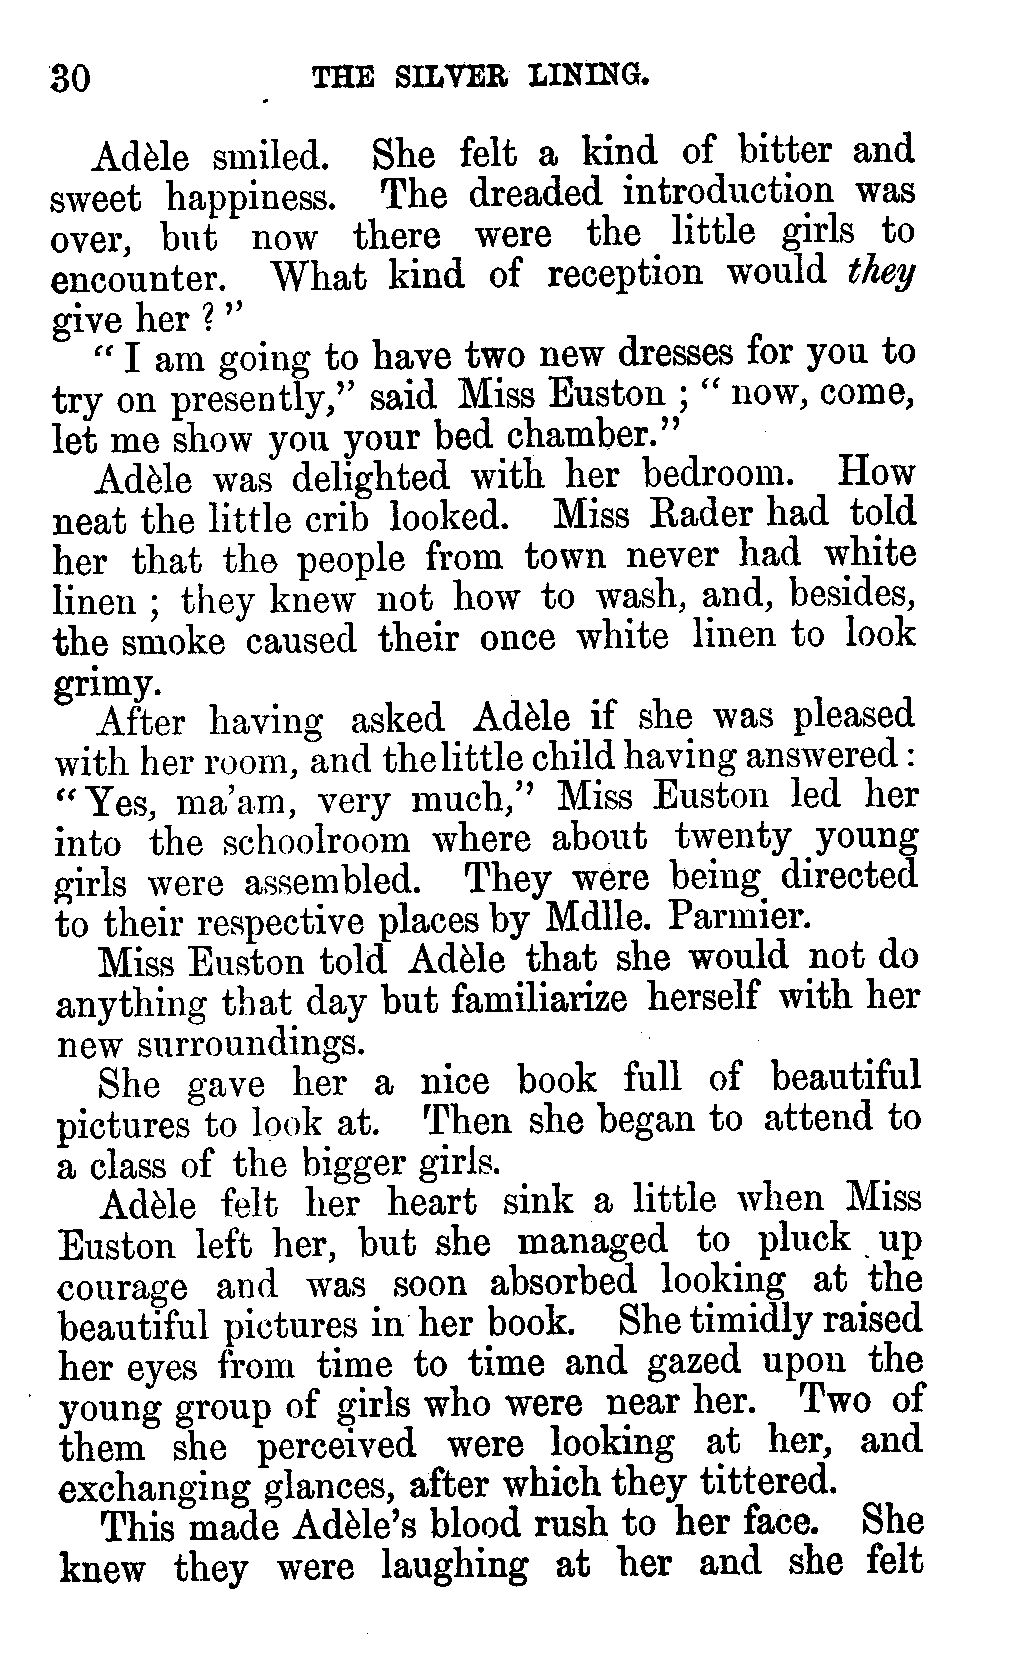 30 THE SILVER LINING.
Adèle smiled. She felt a kind of bitter and
sweet happiness. The dreaded introduction was
over, but now there were the little girls to
encounter. What kind of reception would they
give her ? ”
“ I am going to have two new dresses for you to
try on presently,” said Miss Euston ; “ now, come,
let me show you your bed chamber.”
Adèle was delighted with her bedroom. How
neat the little crib looked. Miss Rader had told
her that the people from town never had white
linen ; they knew not how to wash, and, besides,
the smoke caused their once white linen to look
grimy.
After having asked Adèle if she was pleased
with her room, and the little child having answered :
“ Yes, ma’am, very much,” Miss Euston led her
into the schoolroom where about twenty young
girls were assembled. They were being directed
to their respective places by Mdlle. Parmier.
Miss Euston told Adèle that she would not do
anything that day but familiarize herself with her
new surroundings.
She gave her a nice book full of beautiful
pictures to look at. Then she began to attend to
a class of the bigger girls.
Adèle felt her heart sink a little when Miss
Euston left her, but she managed to pluck up
courage and was soon absorbed looking at the
beautiful pictures in her book. She timidly raised
her eyes from time to time and gazed upon the
young group of girls who were near her. Two of
them she perceived were looking at her, and
exchanging glances, after which they tittered.
This made Adèle’s blood rush to her face. She
knew they were laughing at her and she felt